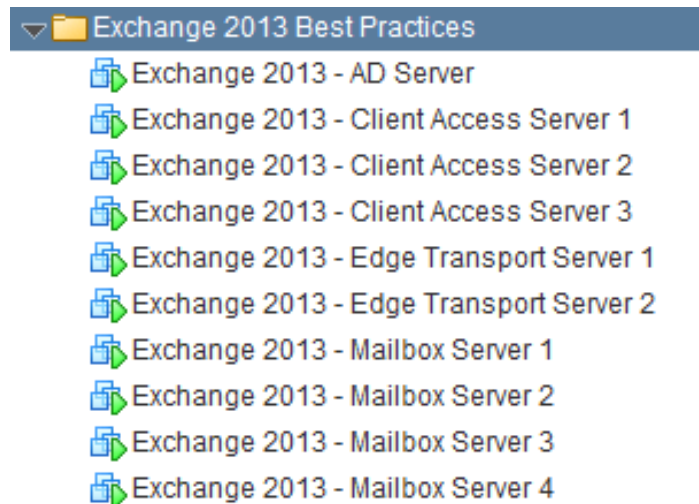 Exchange 2013 Best Practices
Exchange 2013 - AD Server
Exchange 2013 - Client Access Server 1
Exchange 2013 - Client Access Server 2
Exchange 2013 - Client Access Server 3
Exchange 2013 - Edge Transport Server 1
Exchange 2013 - Edge Transport Server 2
Exchange 2013 - Mailbox Server 1
Exchange 2013 - Mailbox Server 2
Exchange 2013 - Mailbox Server 3
Exchange 2013 - Mailbox Server 4